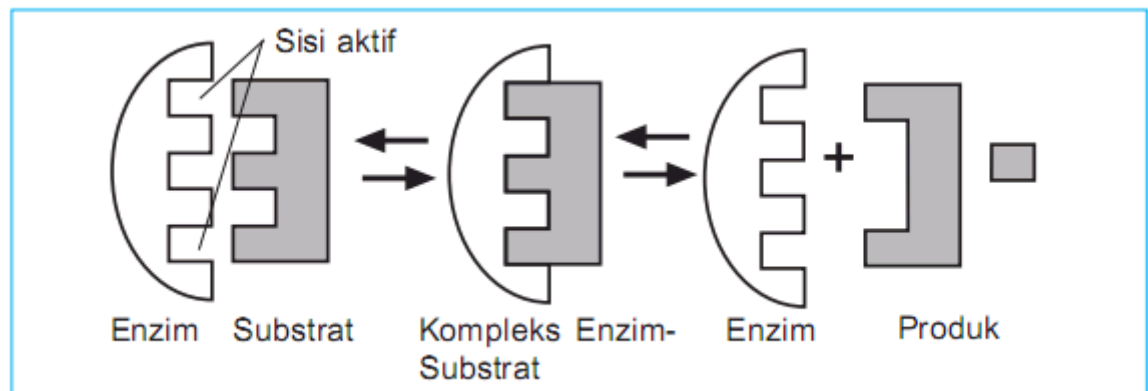 Sisi aktif
+
Enzim
Substrat
Kompleks Enzim-
Substrat
Enzim
Produk